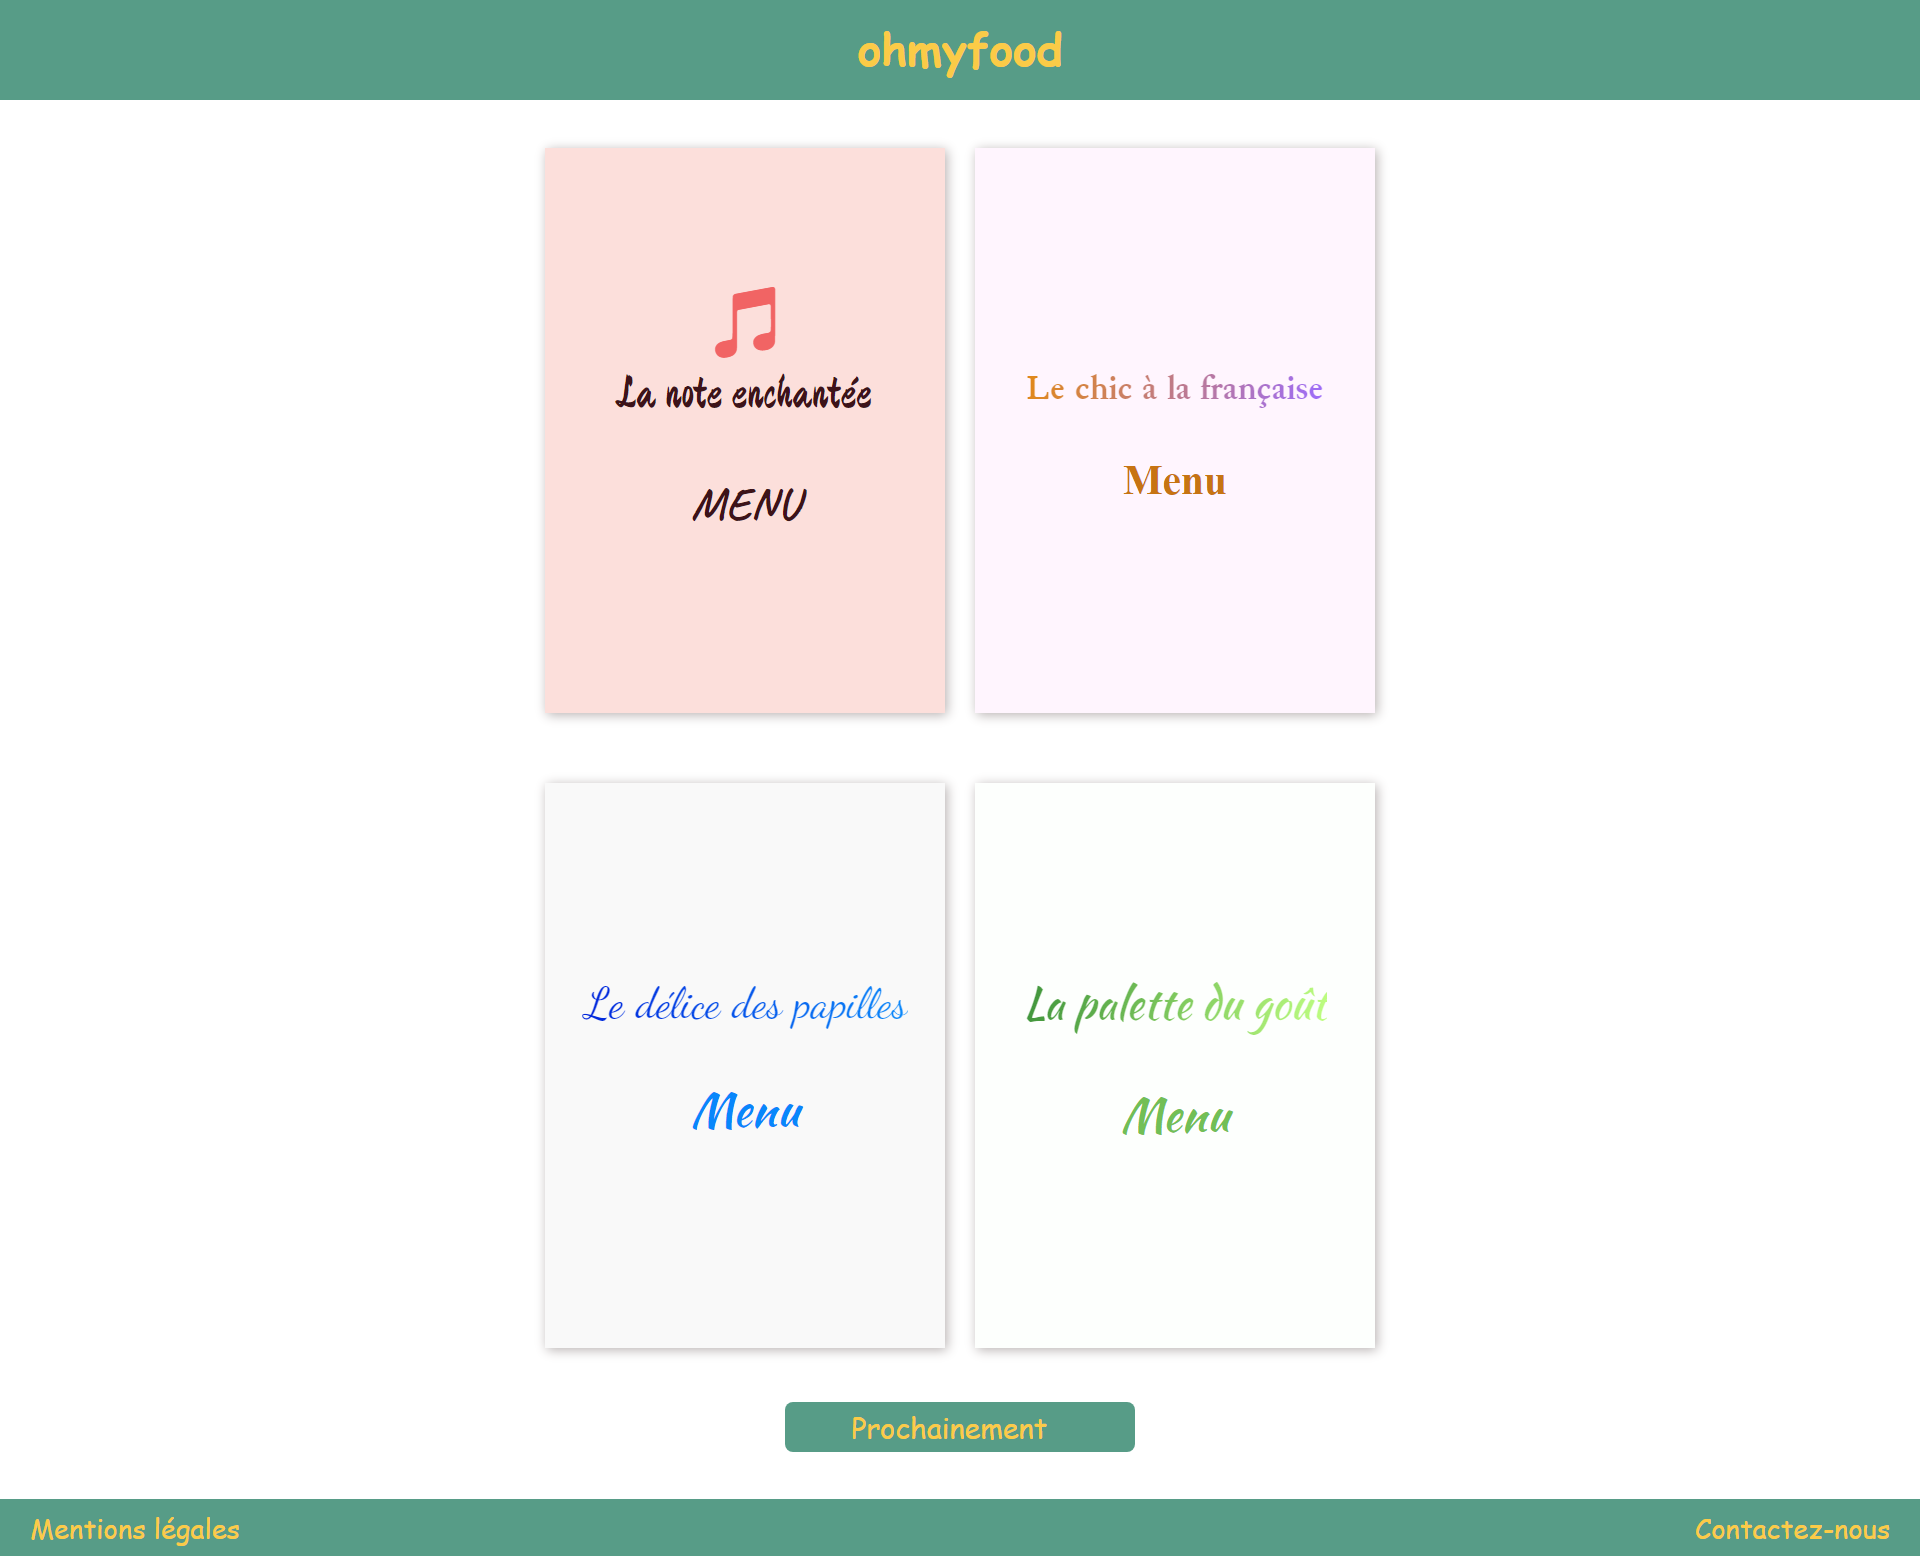 ohmyfood
La note enchantée
MENU
Le chic à la française
Menu
Le délice des papilles
Menu
La palette du goût
Menu
Prochainement
Mentions légales
Contactez-nous